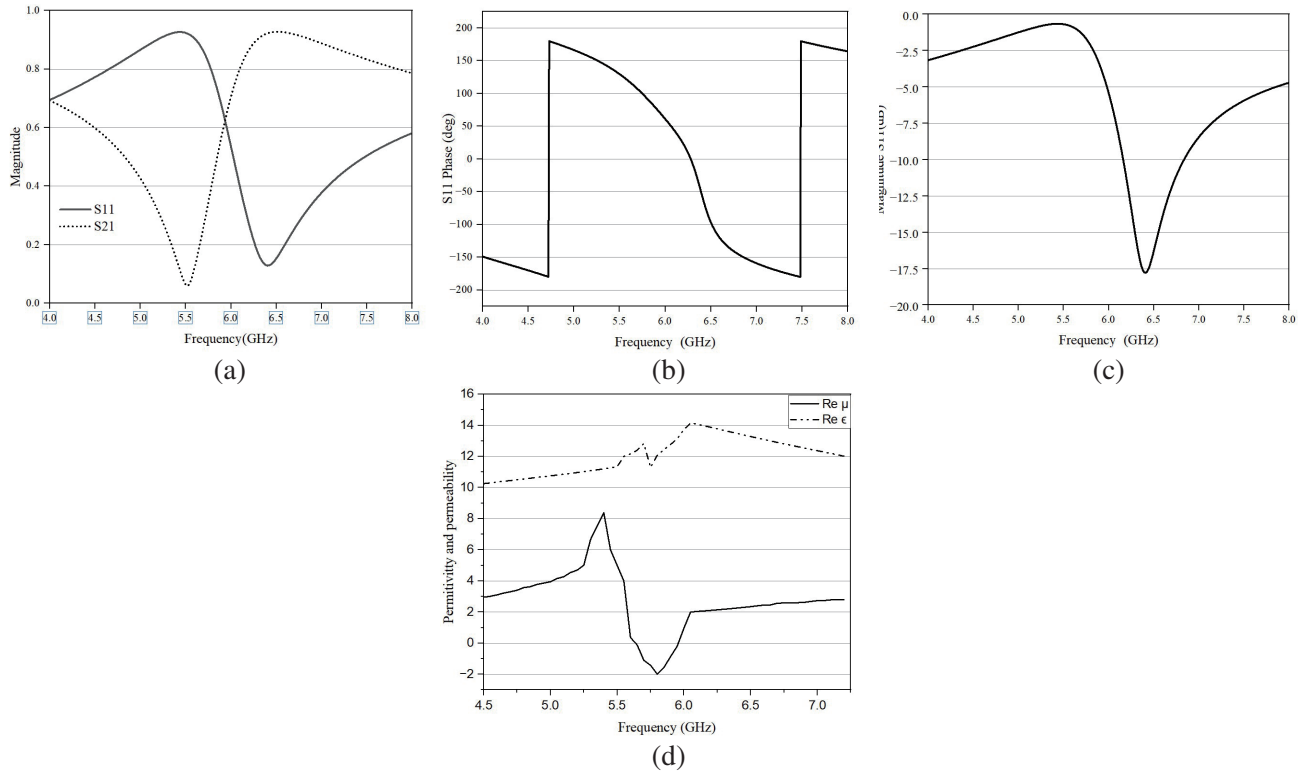 1.0
0.8
0.6
0.4
0.2
0.0
Magnitude
S11
S21
4.0 4.5 5.0 5.5 6.0 6.5 7.0 7.5 8.0
Frequency(GHz)
(a)
200
150
100
50
0
−50
−100
−150
−200
S11 Phase (deg)
4.0 4.5 5.0 5.5 6.0 6.5 7.0 7.5 8.0
Frequency (GHz)
(b)
0.0
−2.5
−5.0
−7.5
−10.0
−12.5
−15.0
−17.5
−20.0
Magnitude S11(dB)
4.0 4.5 5.0 5.5 6.0 6.5 7.0 7.5 8.0
Frequency (GHz)
(c)
16
14
12
10
8
6
4
2
0
−2
Permitivitty and permeability
Re μ
Re ϵ
4.5 5.0 5.5 6.0 6.5 7.0
Frequency (GHz)
(d)